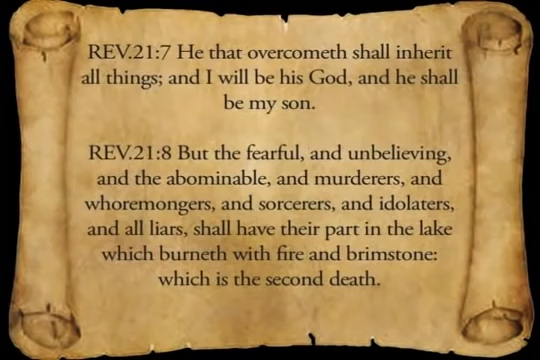 REV.21:7 He that overcometh shall inherit
all things; and I will be his God, and he shall
be my son.
REV.21:8 But the fearful, and unbelieving,
and the abominable, and murderers, and
whoremongers, and sorcerers, and idolaters,
and all liars, shall have their part in the lake
which burneth with fire and brimstone:
which is the second death.